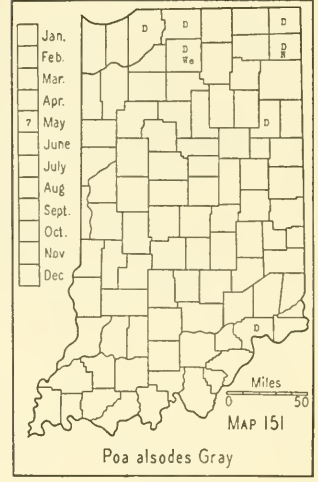 Jan.
Feb.
Mar.
Apr.
7 May
June
July
Aug
Sept.
Oct.
Nov
Dec
D D D
D We
D N
D
D
Miles
0 50
MAP 151
Poa alsodes Gray